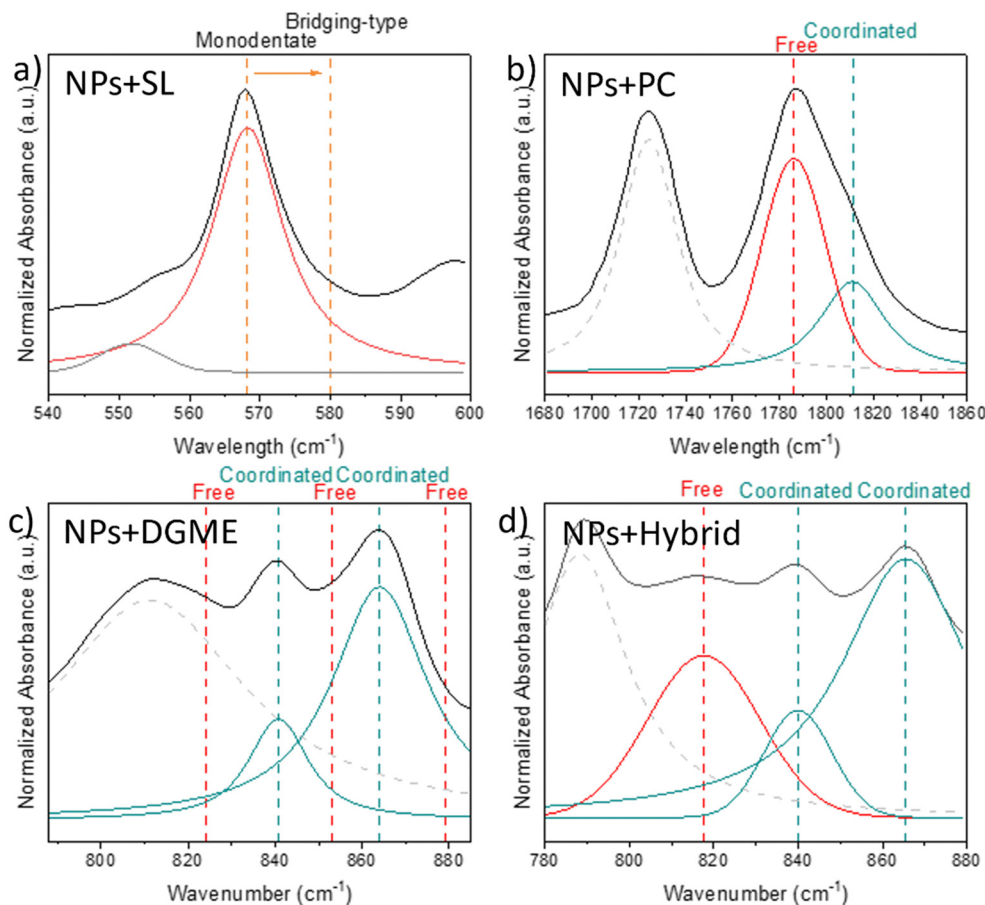 Bridging-type
Monodentate
a) NPs+SL
Normalized Absorbance (a.u.)
540 550 560 570 580 590 600
Wavelength (cm-1)
Coordinated
Free
b) NPs+PC
Normalized Absorbance (a.u.)
1680 1700 1720 1740 1760 1780 1800 1820 1840 1860
Wavelength (cm-1)
Coordinated Coordinated
Free Free Free
c) NPs+DGME
Normalized Absorbance (a.u.)
800 820 840 860 880
Wavenumber (cm-1)
Free Coordinated Coordinated
d) NPs+Hybrid
Normalized Absorbance (a.u.)
780 800 820 840 860 880
Wavenumber (cm-1)